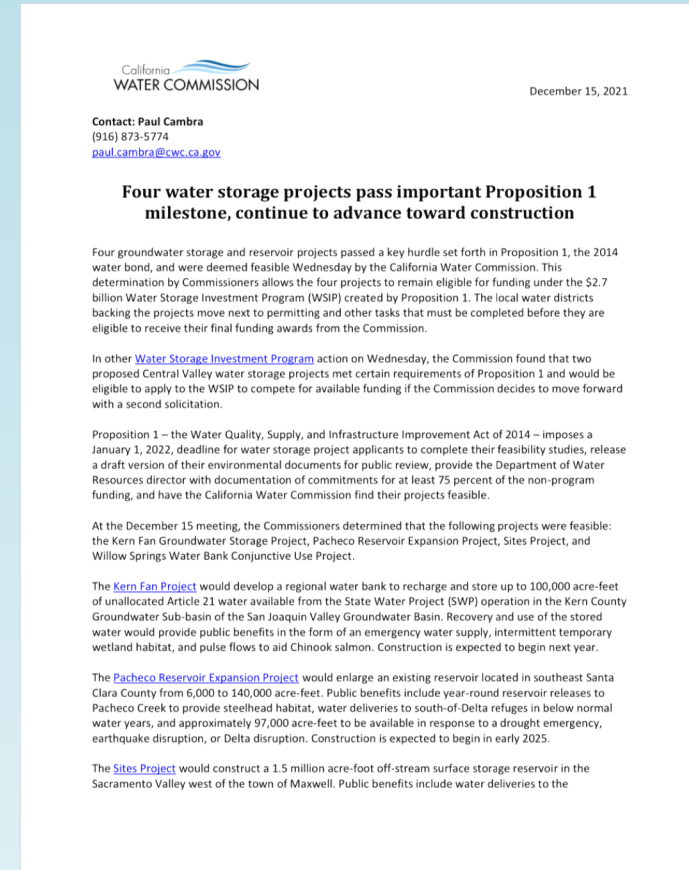 California
WATER COMMISSION
December 15, 2021
Contact: Paul Cambra
(916) 873-5774
paul.cambra@cwc.ca.gov
Four water storage projects pass important Proposition 1
milestone, continue to advance toward construction
Four groundwater storage and reservoir projects passed a key hurdle set forth in Proposition 1, the 2014
water bond, and were deemed feasible Wednesday by the California Water Commission. This
determination by Commissioners allows the four projects to remain eligible for funding under the $2.7
billion Water Storage Investment Program (WSIP) created by Proposition 1. The local water districts
backing the projects move next to permitting and other tasks that must be completed before they are
eligible to receive their final funding awards from the Commission.
In other Water Storage Investment Program action on Wednesday, the Commission found that two
proposed Central Valley water storage projects met certain requirements of Proposition 1 and would be
eligible to apply to the WSIP to compete for available funding if the Commission decides to move forward
with a second solicitation.
Proposition 1 – the Water Quality, Supply, and Infrastructure Improvement Act of 2014 – imposes a
January 1, 2022, deadline for water storage project applicants to complete their feasibility studies, release
a draft version of their environmental documents for public review, provide the Department of Water
Resources director with documentation of commitments for at least 75 percent of the non-program
funding, and have the California Water Commission find their projects feasible.
At the December 15 meeting, the Commissioners determined that the following projects were feasible:
the Kern Fan Groundwater Storage Project, Pacheco Reservoir Expansion Project, Sites Project, and
Willow Springs Water Bank Conjunctive Use Project.
The Kern Fan Project would develop a regional water bank to recharge and store up to 100,000 acre-feet
of unallocated Article 21 water available from the State Water Project (SWP) operation in the Kern County
Groundwater Sub-basin of the San Joaquin Valley Groundwater Basin. Recovery and use of the stored
water would provide public benefits in the form of an emergency water supply, intermittent temporary
wetland habitat, and pulse flows to aid Chinook salmon. Construction is expected to begin next year.
The Pacheco Reservoir Expansion Project would enlarge an existing reservoir located in southeast Santa
Clara County from 6,000 to 140,000 acre-feet. Public benefits include year-round reservoir releases to
Pacheco Creek to provide steelhead habitat, water deliveries to south-of-Delta refuges in below normal
water years, and approximately 97,000 acre-feet to be available in response to a drought emergency,
earthquake disruption, or Delta disruption. Construction is expected to begin in early 2025.
The Sites Project would construct a 1.5 million acre-foot off-stream surface storage reservoir in the
Sacramento Valley west of the town of Maxwell. Public benefits include water deliveries to the